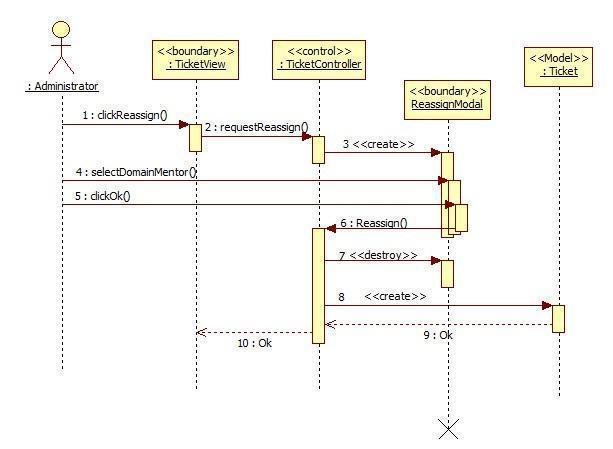 <<boundary>>
: TicketView
<<control>>
: TicketController
<<Model>>
: Ticket
: Administrator
<<boundary>>
ReassignModal
1 : clickReassign()
2 : requestReassign()
3 <<create>>
4 : selectDomainMentor()
5 : clickOk()
6 : Reassign()
7 <<destroy>>
8 <<create>>
9 : Ok
10 : Ok